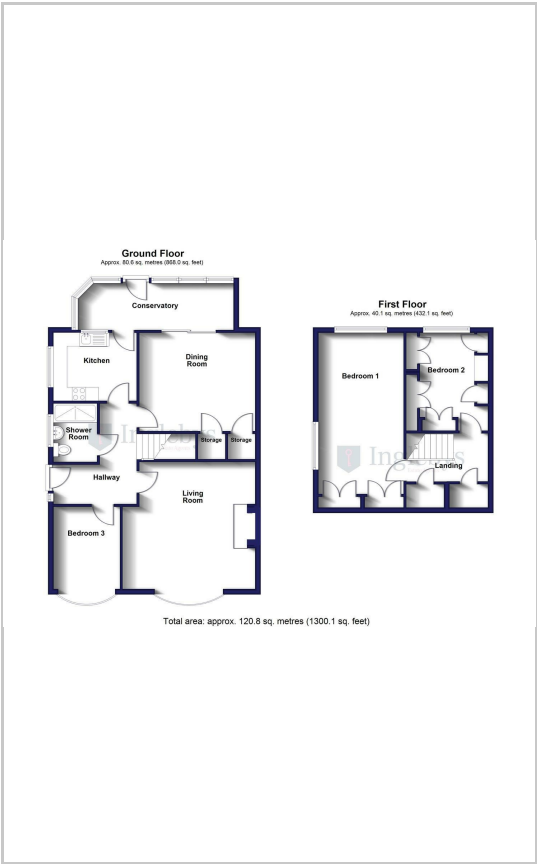 Ground Floor
Approx. 80.6 sq. metres (868.0 sq. feet)
Conservatory
Kitchen
Dining
Room
Shower
Room
Storage
Storage
Hallway
Living
Room
Bedroom 3
First Floor
Approx. 40.1 sq. metres (432.1 sq. feet)
Bedroom 1
Bedroom 2
Landing
Total area: approx. 120.8 sq. metres (1300.1 sq. feet)